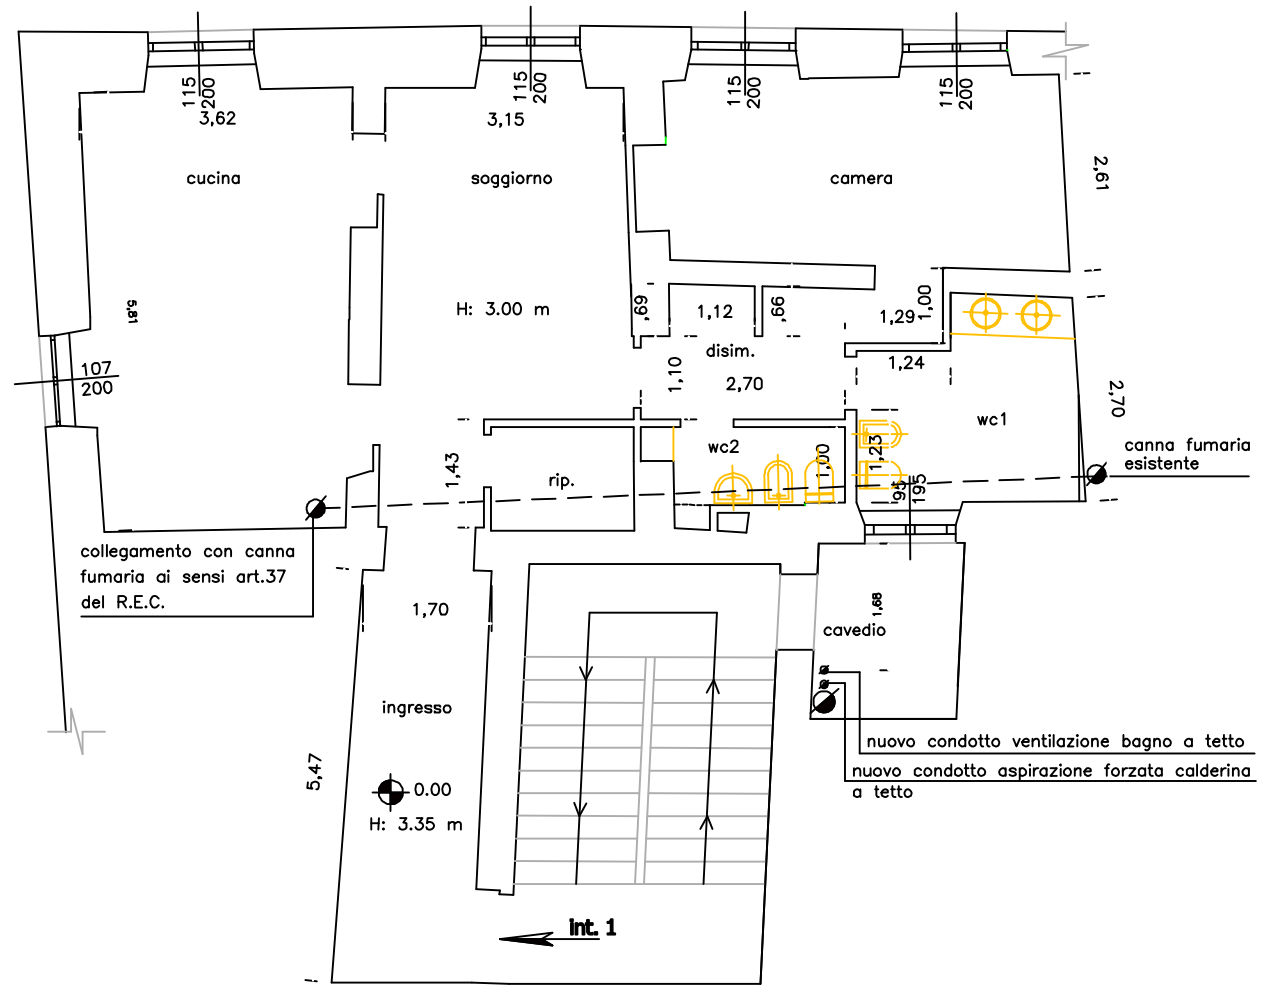 115
200
115
200
115
200
115
200
3,62
3,15
cucina
soggiorno
camera
2,61
5,81
H: 3.00 m
,69
1,12
,66
1,29
1,00
disim.
1,24
107
200
1,10
2,70
2,70
wc1
wc2
1,43
rip.
1,00
1,23
95
195
canna fumaria
esistente
collegamento con canna
fumaria ai sensi art.37
del R.E.C.
1,70
1,68
cavedio
ingresso
nuovo condotto ventilazione bagno a tetto
nuovo condotto aspirazione forzata calderina
a tetto
5,47
0.00
H: 3.35 m
int. 1